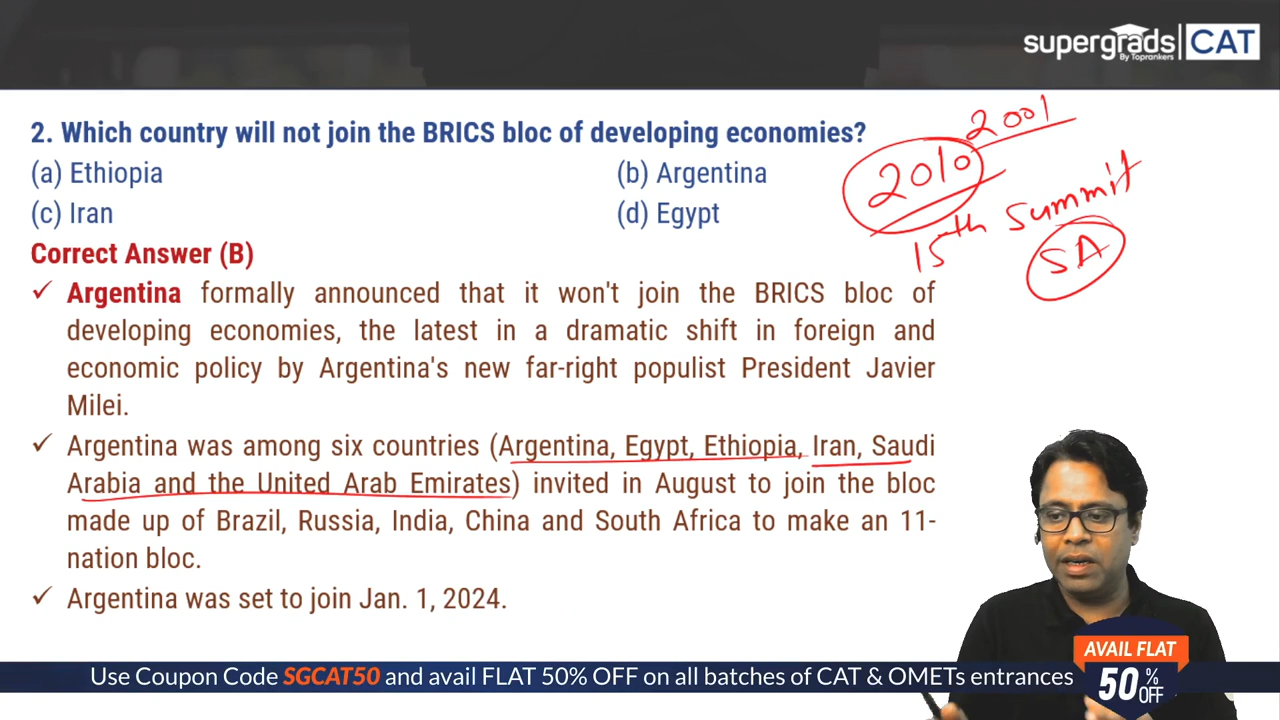 supergrads CAT
By Toprankers
2001
2. Which country will not join the BRICS bloc of developing economies?
2010
(a) Ethiopia (b) Argentina
15th Summit
(c) Iran (d) Egypt
SA
Correct Answer (B)
✓ Argentina formally announced that it won't join the BRICS bloc of
developing economies, the latest in a dramatic shift in foreign and
economic policy by Argentina's new far-right populist President Javier
Milei.
✓ Argentina was among six countries (Argentina, Egypt, Ethiopia, Iran, Saudi
Arabia and the United Arab Emirates) invited in August to join the bloc
made up of Brazil, Russia, India, China and South Africa to make an 11-
nation bloc.
✓ Argentina was set to join Jan. 1, 2024.
Use Coupon Code SGCAT50 and avail FLAT 50% OFF on all batches of CAT & OMETs entrances
AVAIL FLAT
50% OFF